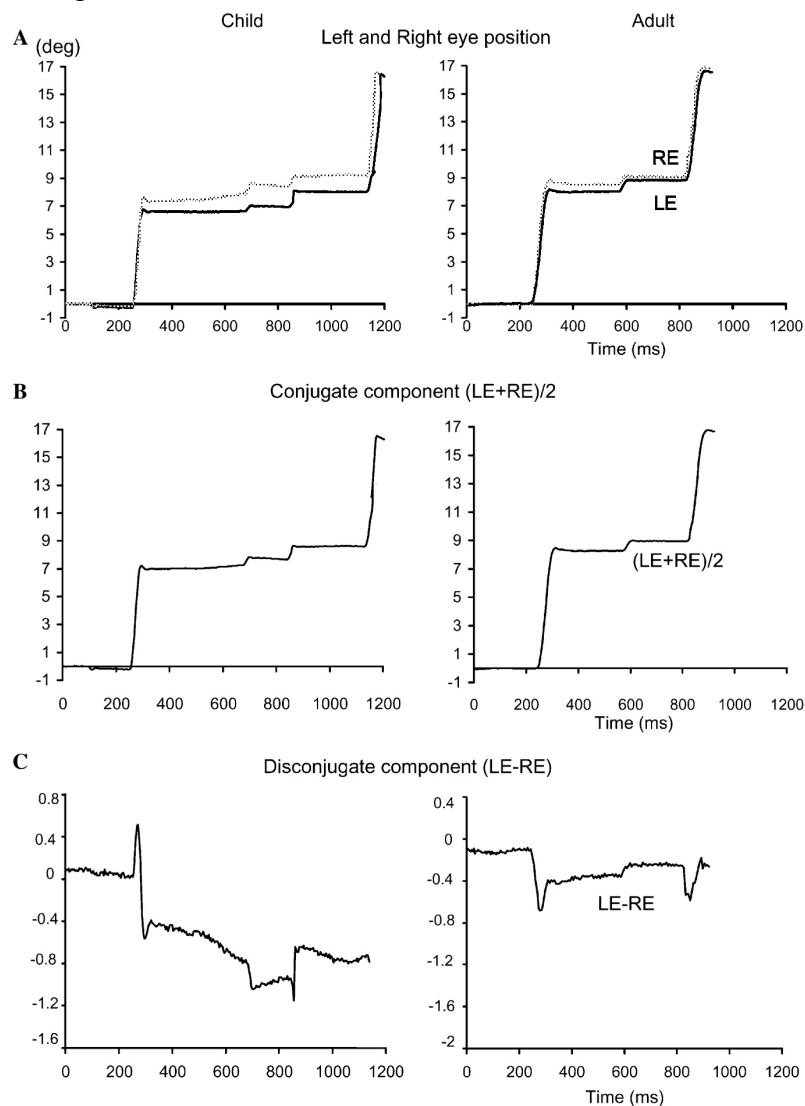 Child Adult
A Left and Right eye position
(deg)
17 17
15 15
13 13
11 11
9 9 RE
7 7 LE
5 5
3 3
1 1
-1 -1
0 200 400 600 800 1000 1200 0 200 400 600 800 1000 1200
Time (ms)
B Conjugate component (LE+RE)/2
17 17
15 15
13 13
11 11
9 9
7 7 (LE+RE)/2
5 5
3 3
1 1
-1 -1
0 200 400 600 800 1000 1200 0 200 400 600 800 1000 1200
Time (ms)
C Disconjugate component (LE-RE)
0.8 0.4
0.4 0
0 -0.4
-0.4 LE-RE
-0.8 -0.8
-1.2 -1.2
-1.6 -1.6
-2
0 200 400 600 800 1000 1200 0 200 400 600 800 1000 1200
Time (ms)